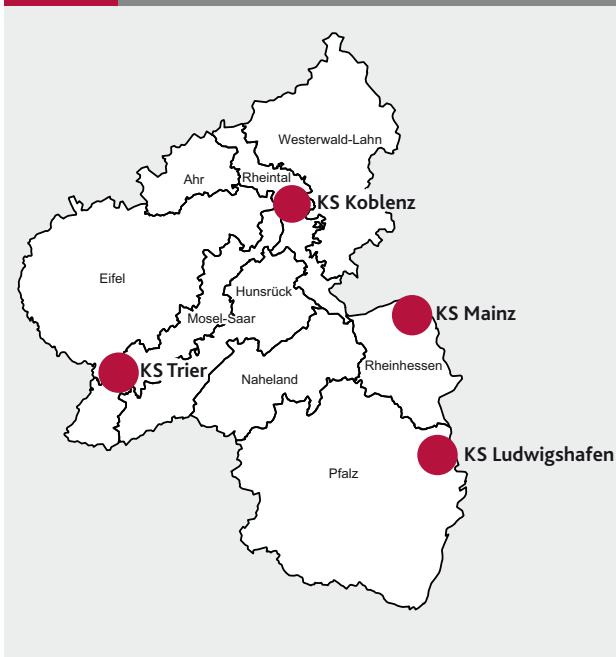 Westerwald-Lahn
Ahr
Rheintal
KS Koblenz
Eifel
Hunsrück
Mosel-Saar
KS Mainz
KS Trier
Naheland
Rheinhessen
KS Ludwigshafen
Pfalz